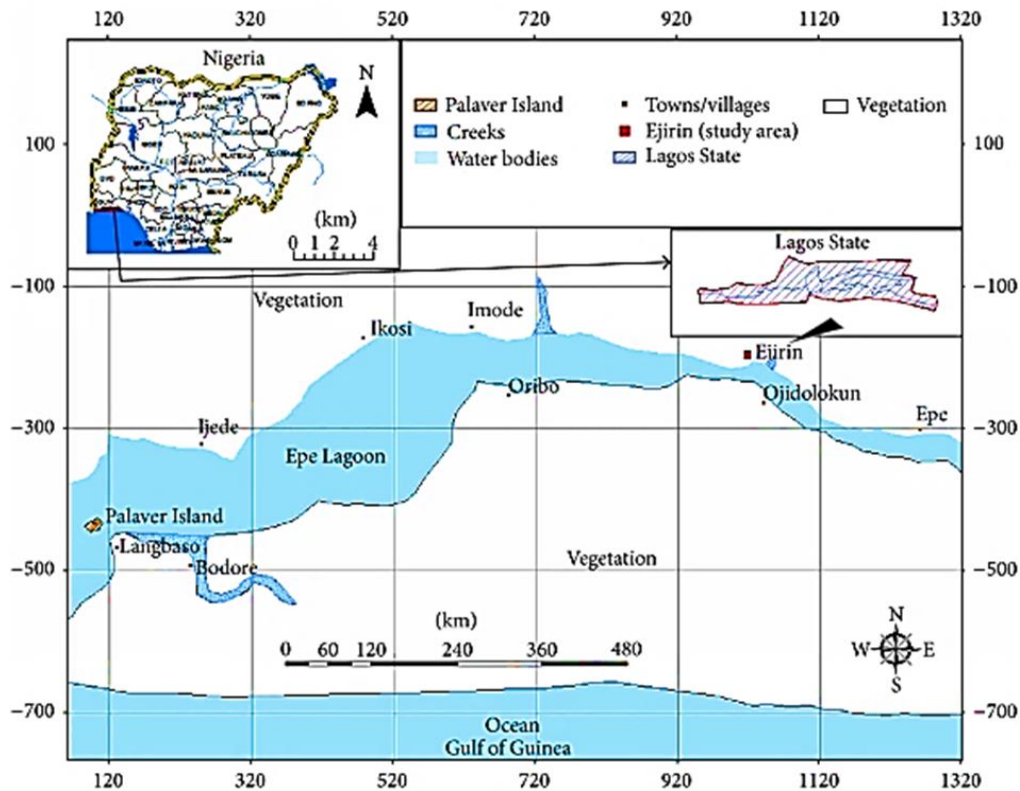 120 320 520 720 920 1120 1320
Nigeria
N
(km)
0 1 2 3 4
Palaver Island
Creeks
Water bodies
Towns/villages
Ejirin (study area)
Lagos State
Vegetation
100 100
Lagos State
−100 −100
Vegetation
Imode
Ikosi
Ejirin
Oribo
Ojidolokun
Ijede
Epe
−300 −300
Epe Lagoon
Palaver Island
Langbaso
Bodore
Vegetation
−500 −500
(km)
0 60 120 240 360 480
N
W E
S
−700 −700
Ocean
Gulf of Guinea
120 320 520 720 920 1120 1320